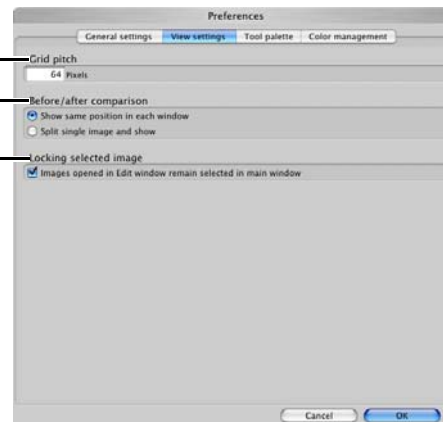 Preferences
General settings View settings Tool palette Color management
Grid pitch
64 Pixels
Before/after comparison
Show same position in each window
Split single image and show
Locking selected image
Images opened in Edit window remain selected in main window
Cancel OK